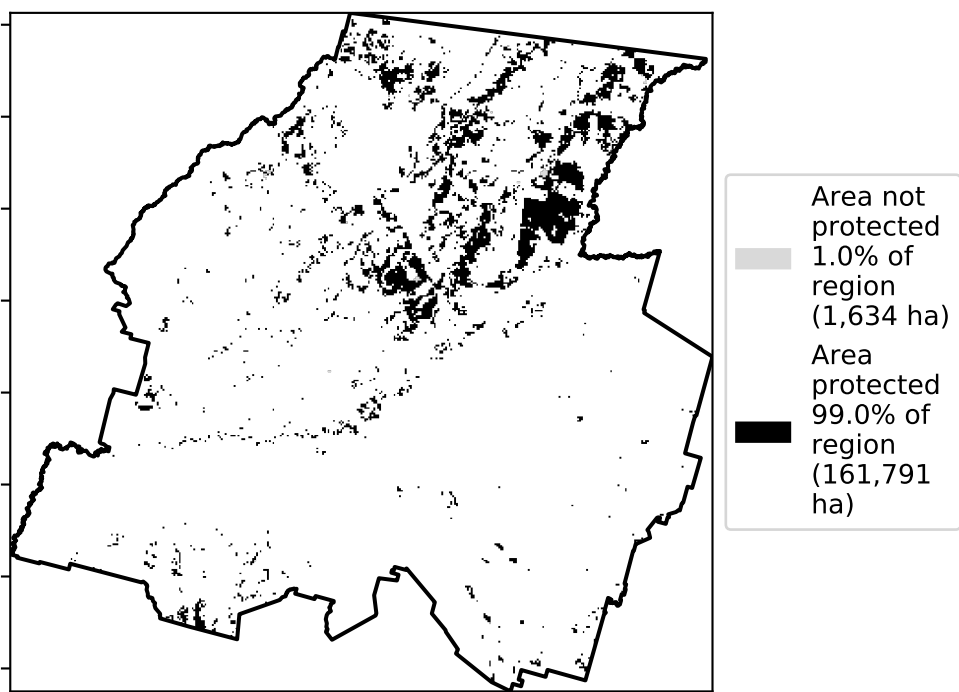 Area not
protected
1.0% of
region
(1,634 ha)
Area
protected
99.0% of
region
(161,791
ha)